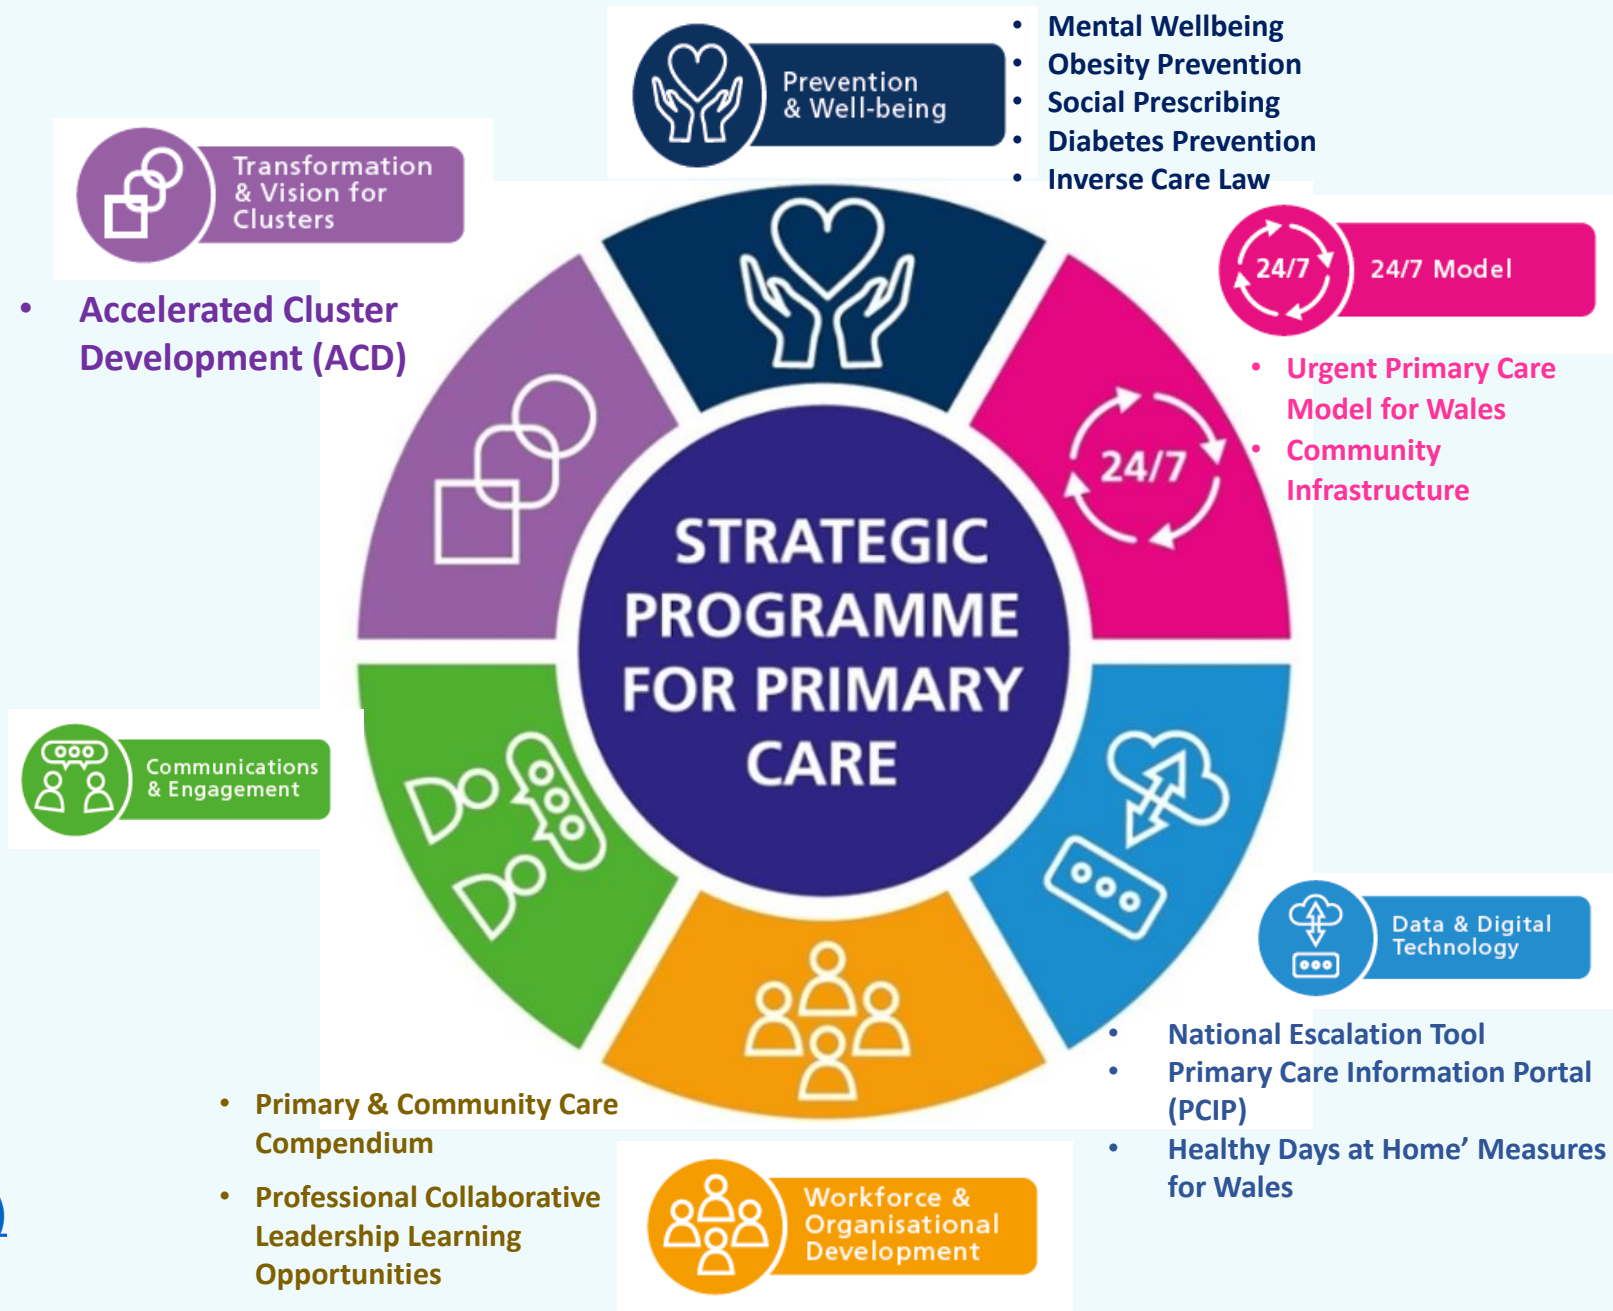 Prevention
& Well-being
• Mental Wellbeing
• Obesity Prevention
• Social Prescribing
• Diabetes Prevention
• Inverse Care Law
Transformation
& Vision for
Clusters
• Accelerated Cluster
Development (ACD)
24/7
24/7 Model
• Urgent Primary Care
Model for Wales
• Community
Infrastructure
24/7
STRATEGIC
PROGRAMME
FOR PRIMARY
CARE
Communications
& Engagement
Data & Digital
Technology
• National Escalation Tool
• Primary Care Information Portal
(PCIP)
• Healthy Days at Home’ Measures
for Wales
• Primary & Community Care
Compendium
• Professional Collaborative
Leadership Learning
Opportunities
Workforce &
Organisational
Development